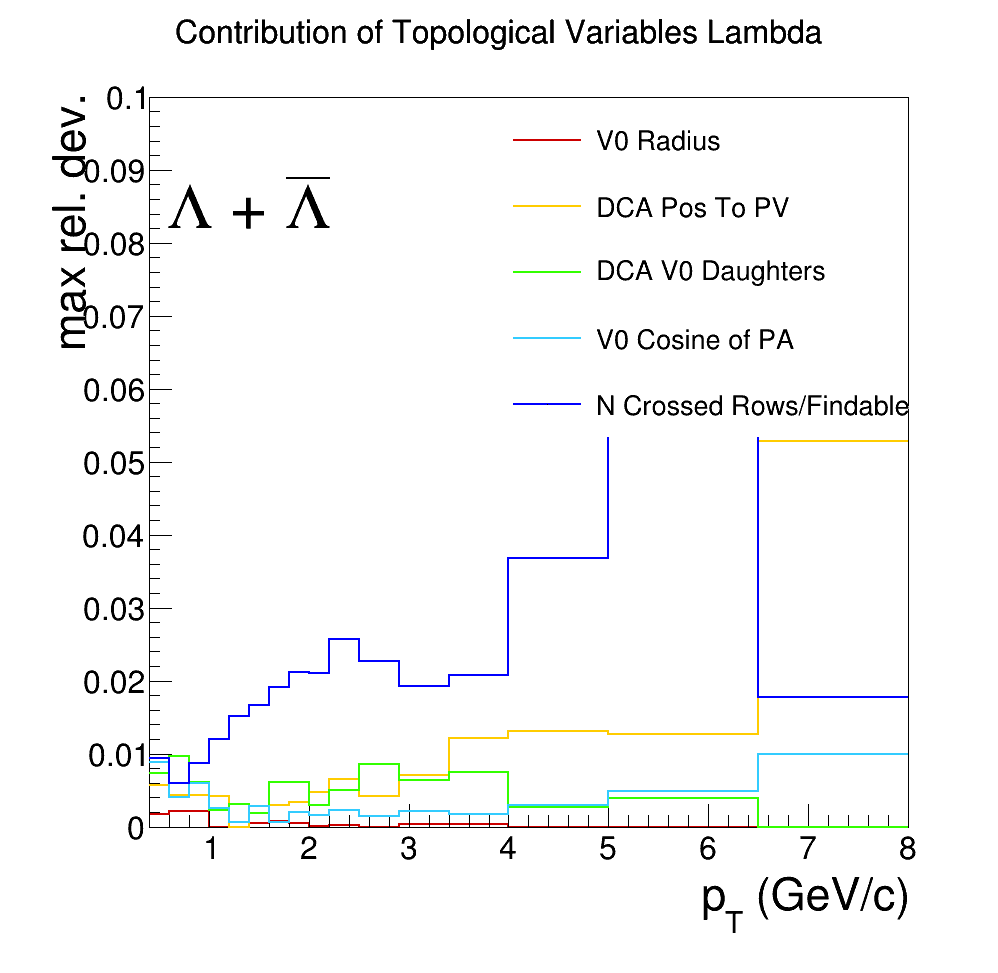 Contribution of Topological Variables Lambda
max rel. dev.
0.1
0.09
0.08
0.07
0.06
0.05
0.04
0.03
0.02
0.01
0
Λ + Λ̅
V0 Radius
DCA Pos To PV
DCA V0 Daughters
V0 Cosine of PA
N Crossed Rows/Findable
1 2 3 4 5 6 7 8
p_T (GeV/c)